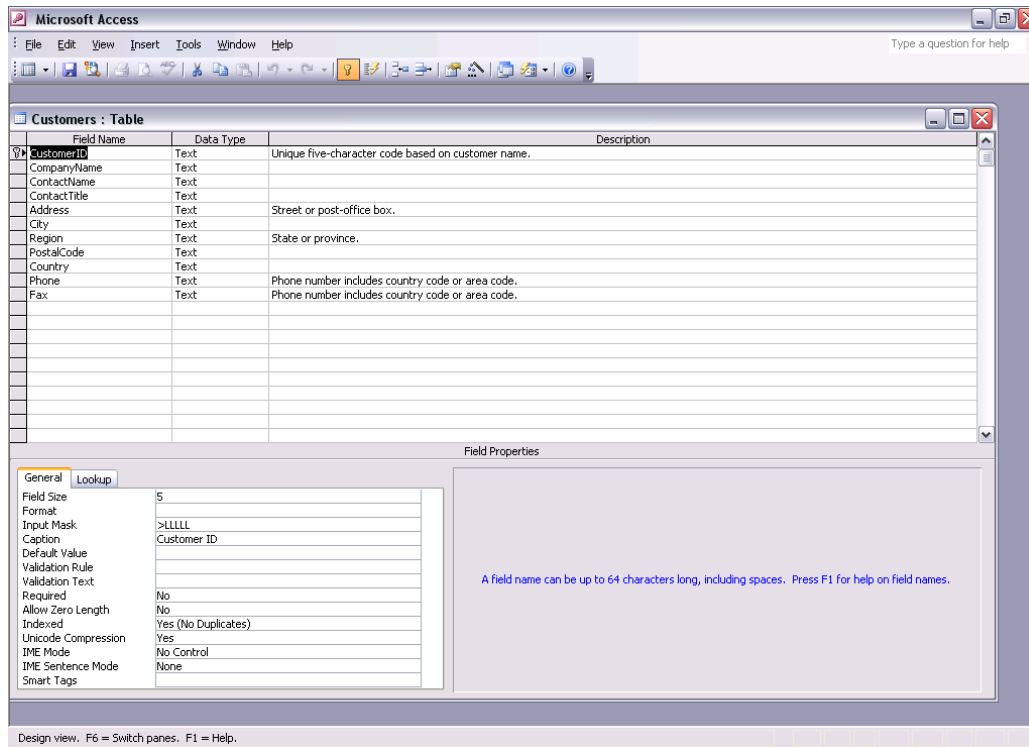 Microsoft Access
File Edit View Insert Tools Window Help Type a question for help
Customers : Table
Field Name Data Type Description
CustomerID Text Unique five-character code based on customer name.
CompanyName Text
ContactName Text
ContactTitle Text
Address Text Street or post-office box.
City Text
Region Text State or province.
PostalCode Text
Country Text
Phone Text Phone number includes country code or area code.
Fax Text Phone number includes country code or area code.
Field Properties
General Lookup
Field Size 5
Format
Input Mask >LLLLL
Caption Customer ID
Default Value
Validation Rule
Validation Text
Required No
Allow Zero Length No
Indexed Yes (No Duplicates)
Unicode Compression Yes
IME Mode No Control
IME Sentence Mode None
Smart Tags
A field name can be up to 64 characters long, including spaces. Press F1 for help on field names.
Design view. F6 = Switch panes. F1 = Help.